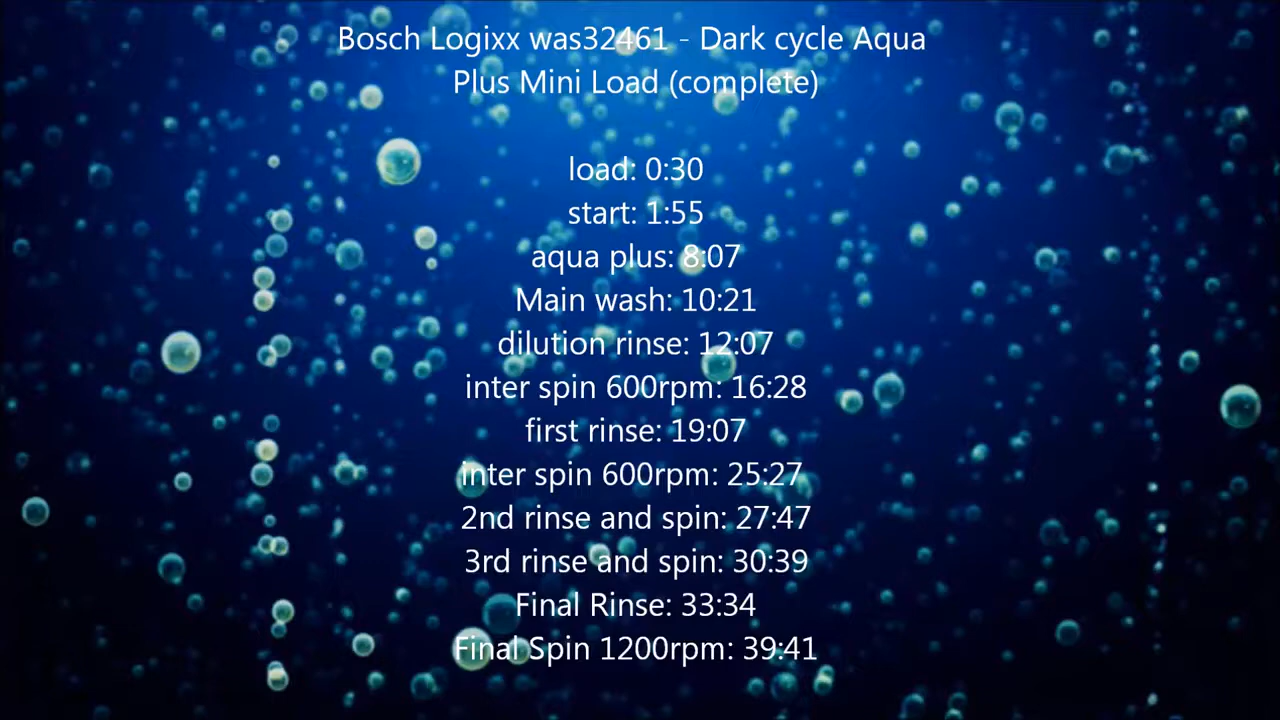 Bosch Logixx was32461 - Dark cycle Aqua
Plus Mini Load (complete)
load: 0:30
start: 1:55
aqua plus: 8:07
Main wash: 10:21
dilution rinse: 12:07
inter spin 600rpm: 16:28
first rinse: 19:07
inter spin 600rpm: 25:27
2nd rinse and spin: 27:47
3rd rinse and spin: 30:39
Final Rinse: 33:34
Final Spin 1200rpm: 39:41